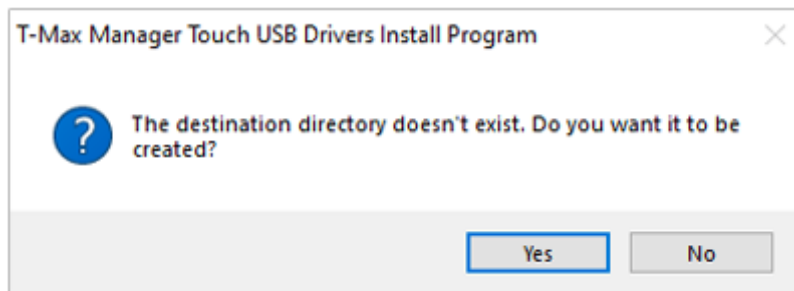 T-Max Manager Touch USB Drivers Install Program
The destination directory doesn't exist. Do you want it to be
created?
Yes
No